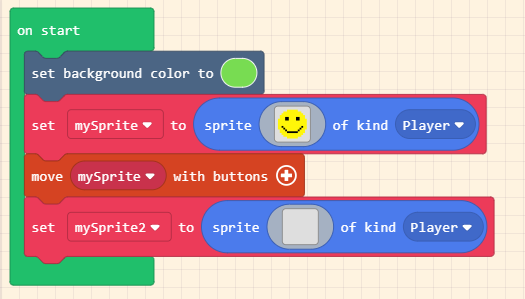 on start
set background color to
set mySprite to sprite of kind Player
move mySprite with buttons
set mySprite2 to sprite of kind Player